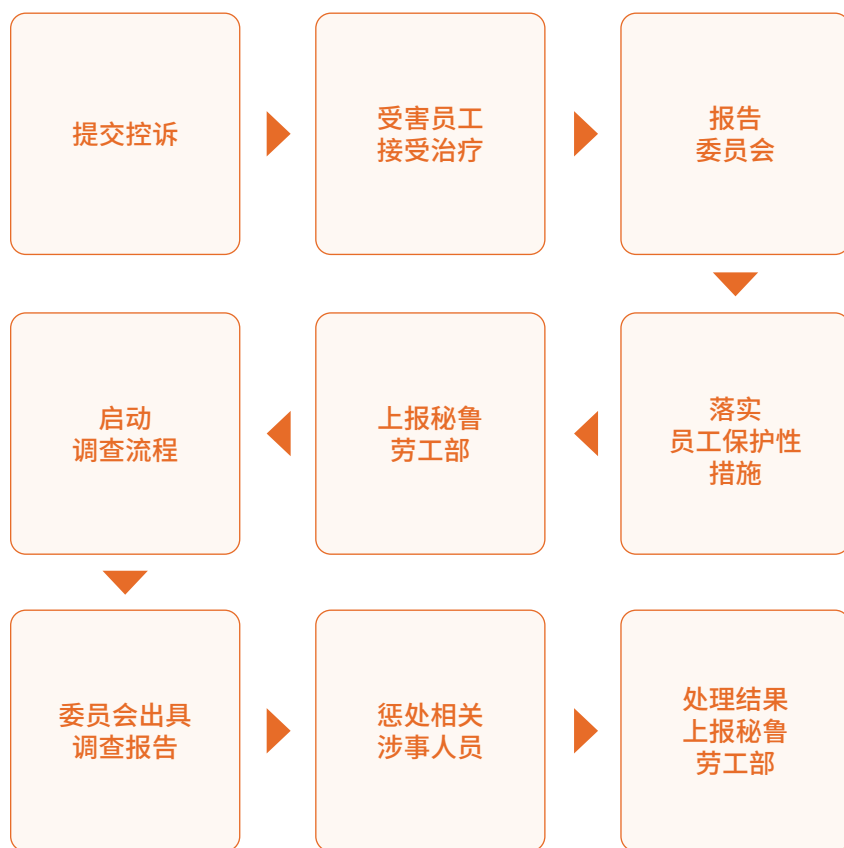 提交控诉
受害员工
接受治疗
报告
委员会
落实
员工保护性
措施
上报秘鲁
劳工部
启动
调查流程
委员会出具
调查报告
惩处相关
涉事人员
处理结果
上报秘鲁
劳工部